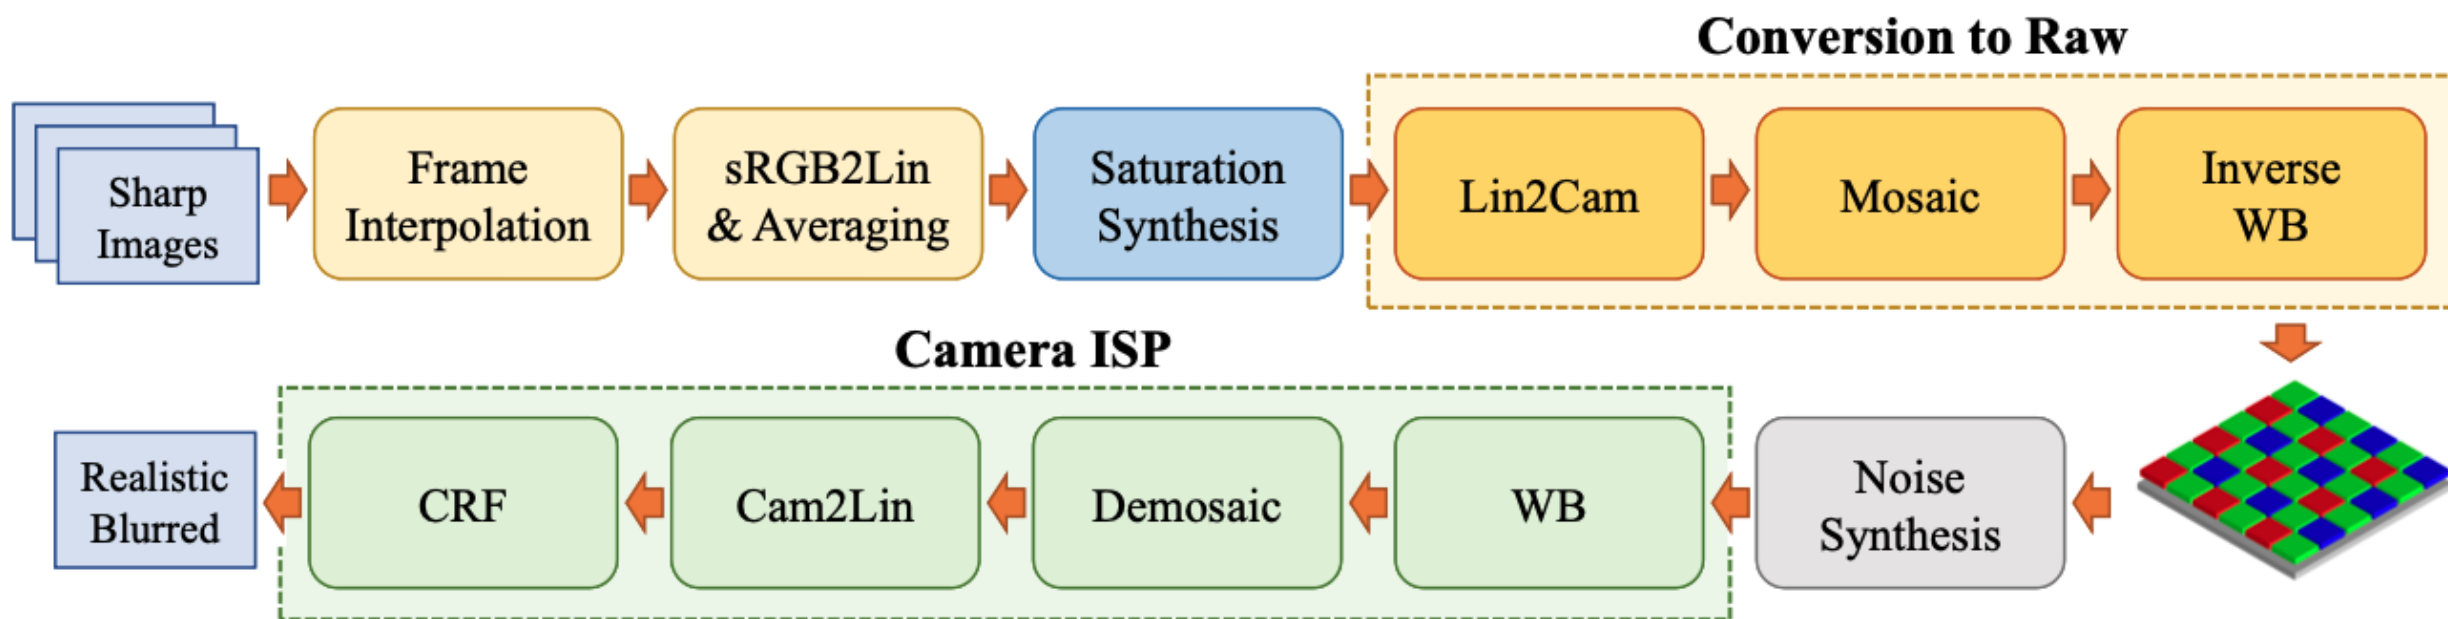 Conversion to Raw
Sharp
Images
Frame
Interpolation
sRGB2Lin
& Averaging
Saturation
Synthesis
Lin2Cam
Mosaic
Inverse
WB
Camera ISP
Realistic
Blurred
CRF
Cam2Lin
Demosaic
WB
Noise
Synthesis